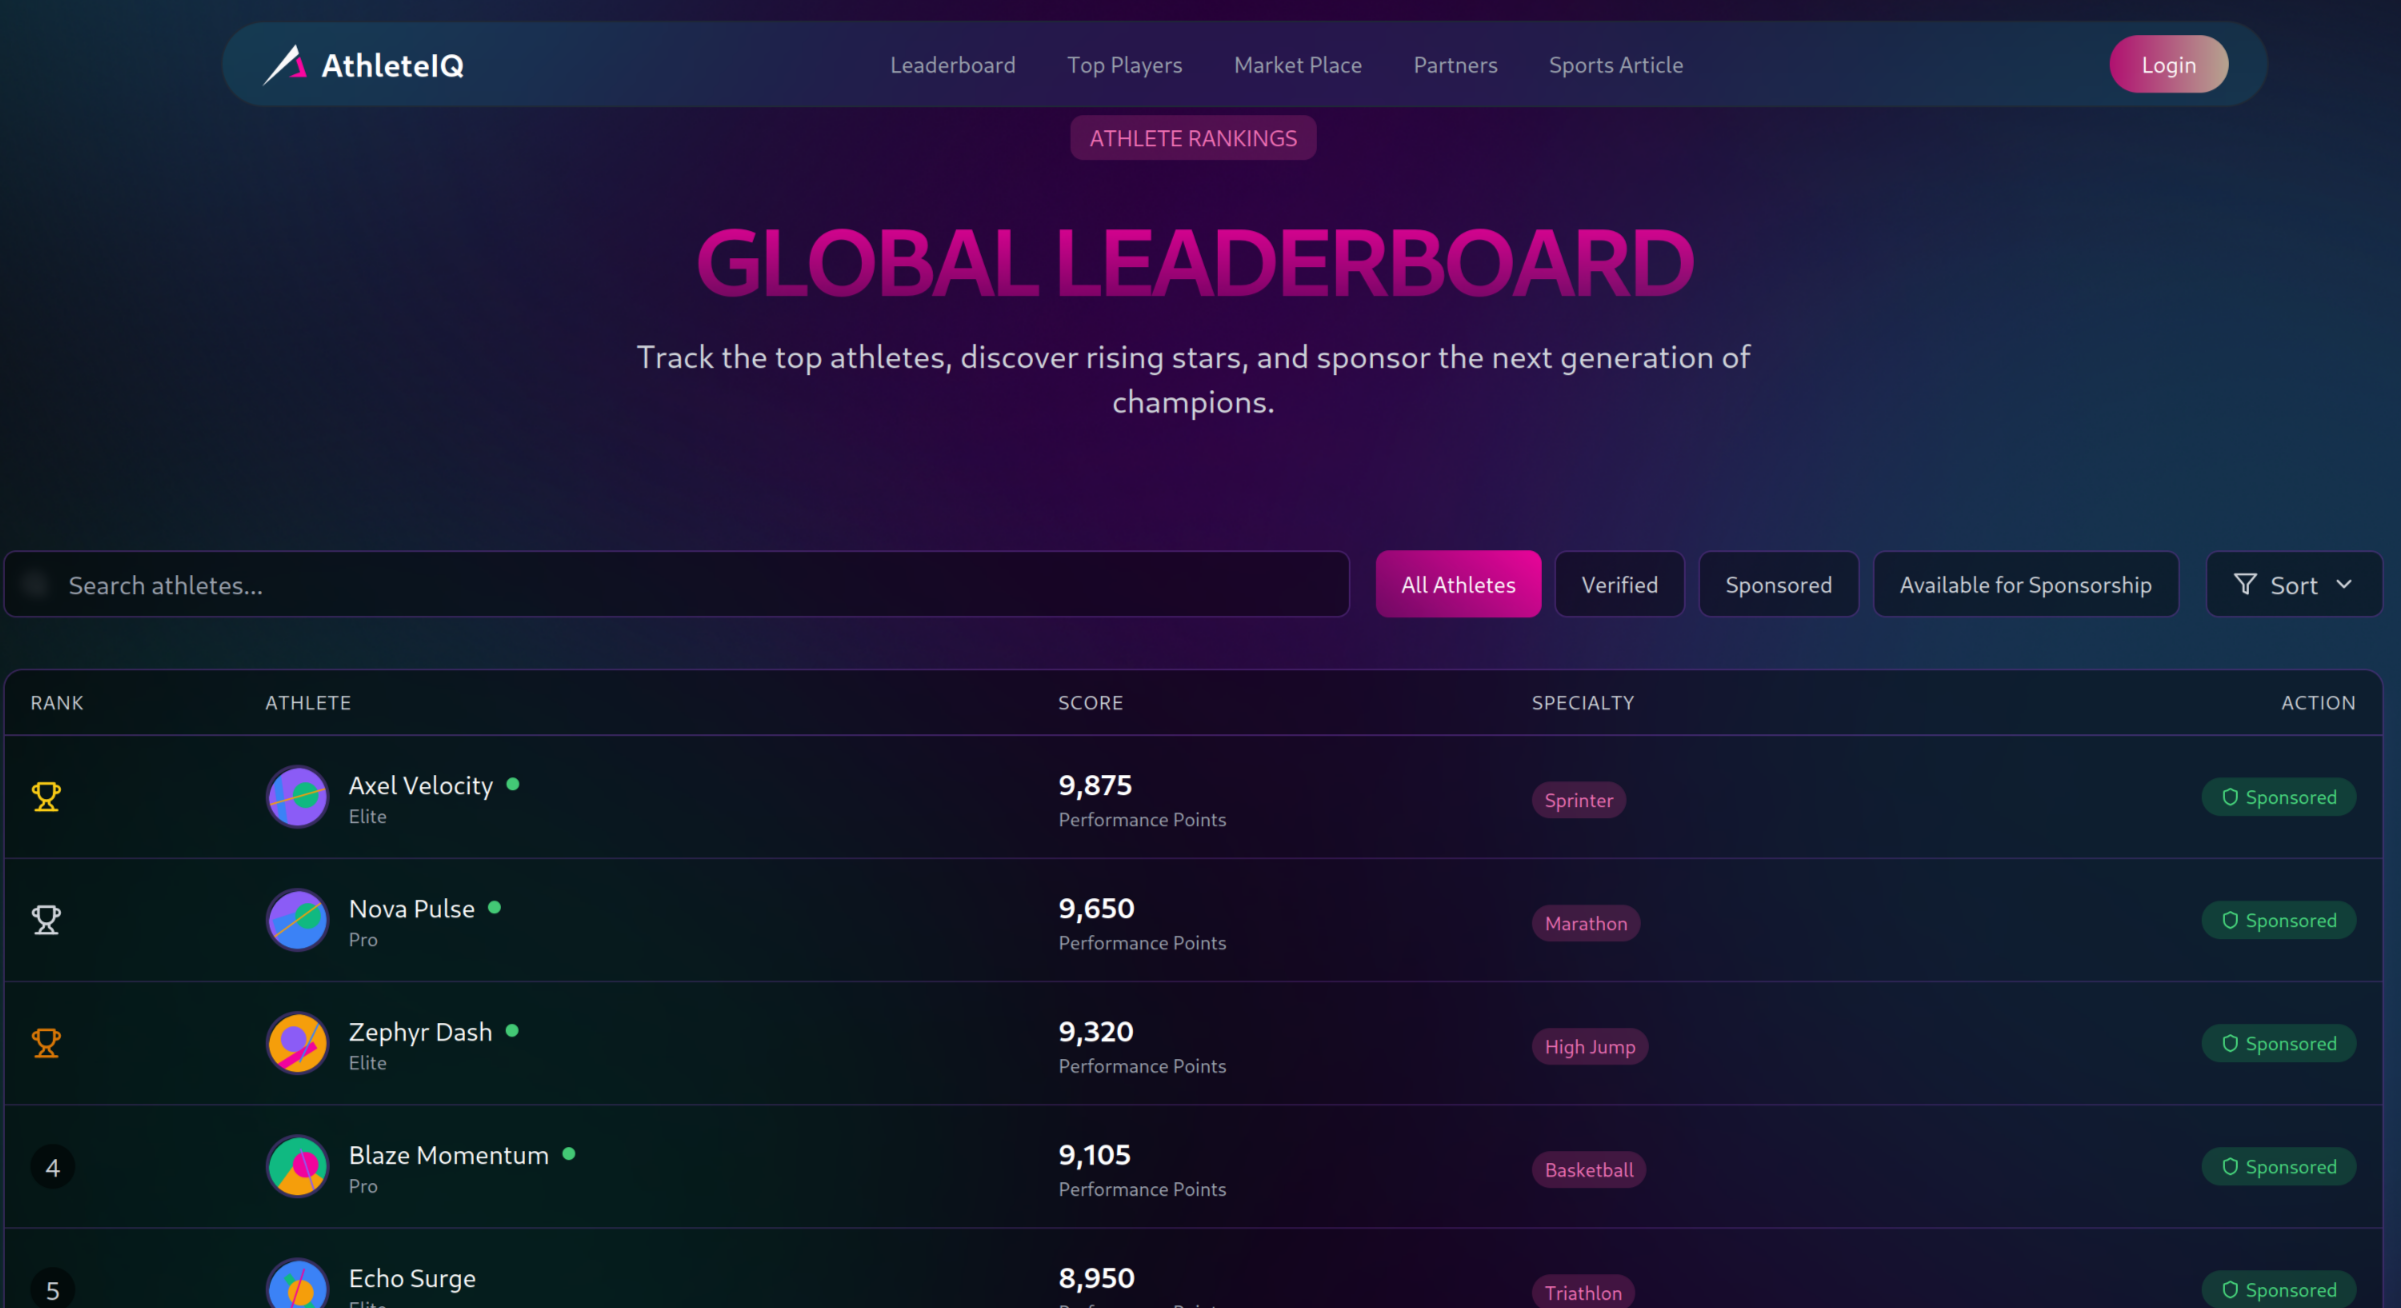 AthleteIQ
Leaderboard Top Players Market Place Partners Sports Article
Login
ATHLETE RANKINGS
GLOBAL LEADERBOARD
Track the top athletes, discover rising stars, and sponsor the next generation of
champions.
Search athletes...
All Athletes Verified Sponsored Available for Sponsorship Sort
RANK ATHLETE SCORE SPECIALTY ACTION
Axel Velocity 9,875 Sprinter Sponsored
Elite Performance Points
Nova Pulse 9,650 Marathon Sponsored
Pro Performance Points
Zephyr Dash 9,320 High Jump Sponsored
Elite Performance Points
4 Blaze Momentum 9,105 Basketball Sponsored
Pro Performance Points
5 Echo Surge 8,950 Triathlon Sponsored